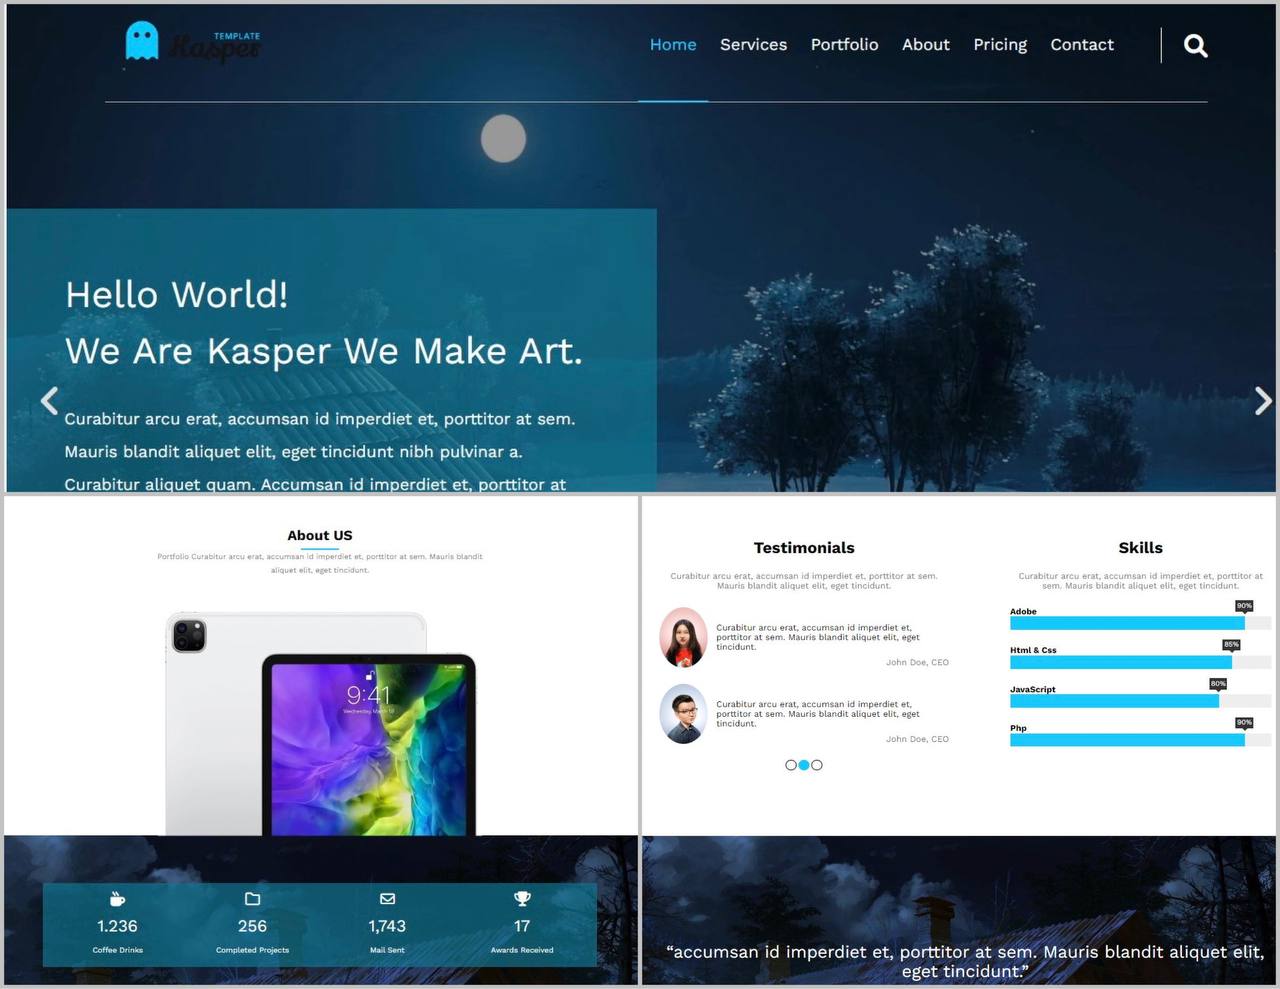 TEMPLATE
Kasper
Home Services Portfolio About Pricing Contact
Hello World!
We Are Kasper We Make Art.
Curabitur arcu erat, accumsan id imperdiet et, porttitor at sem.
Mauris blandit aliquet elit, eget tincidunt nibh pulvinar a.
Curabitur aliquet quam. Accumsan id imperdiet et, porttitor at
About US
Portfolio Curabitur arcu erat, accumsan id imperdiet et, porttitor at sem. Mauris blandit
aliquet elit, eget tincidunt.
9:41
Wednesday, March 18
1.236
Coffee Drinks
256
Completed Projects
1,743
Mail Sent
17
Awards Received
Testimonials
Curabitur arcu erat, accumsan id imperdiet et, porttitor at sem.
Mauris blandit aliquet elit, eget tincidunt.
Curabitur arcu erat, accumsan id imperdiet et,
porttitor at sem. Mauris blandit aliquet elit, eget
tincidunt.
John Doe, CEO
Curabitur arcu erat, accumsan id imperdiet et,
porttitor at sem. Mauris blandit aliquet elit, eget
tincidunt.
John Doe, CEO
Skills
Curabitur arcu erat, accumsan id imperdiet et, porttitor at
sem. Mauris blandit aliquet elit, eget tincidunt.
90%
Adobe
85%
Html & Css
80%
JavaScript
90%
Php
“accumsan id imperdiet et, porttitor at sem. Mauris blandit aliquet elit,
eget tincidunt.”